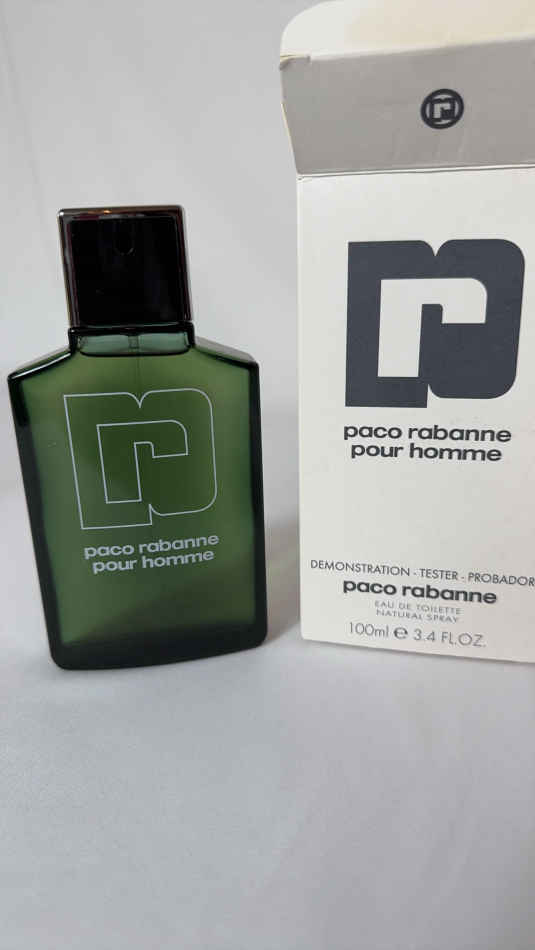 paco rabanne
pour homme
paco rabanne
pour homme
DEMONSTRATION - TESTER - PROBADOR
paco rabanne
EAU DE TOILETTE
NATURAL SPRAY
100ml e 3.4 FL.OZ.